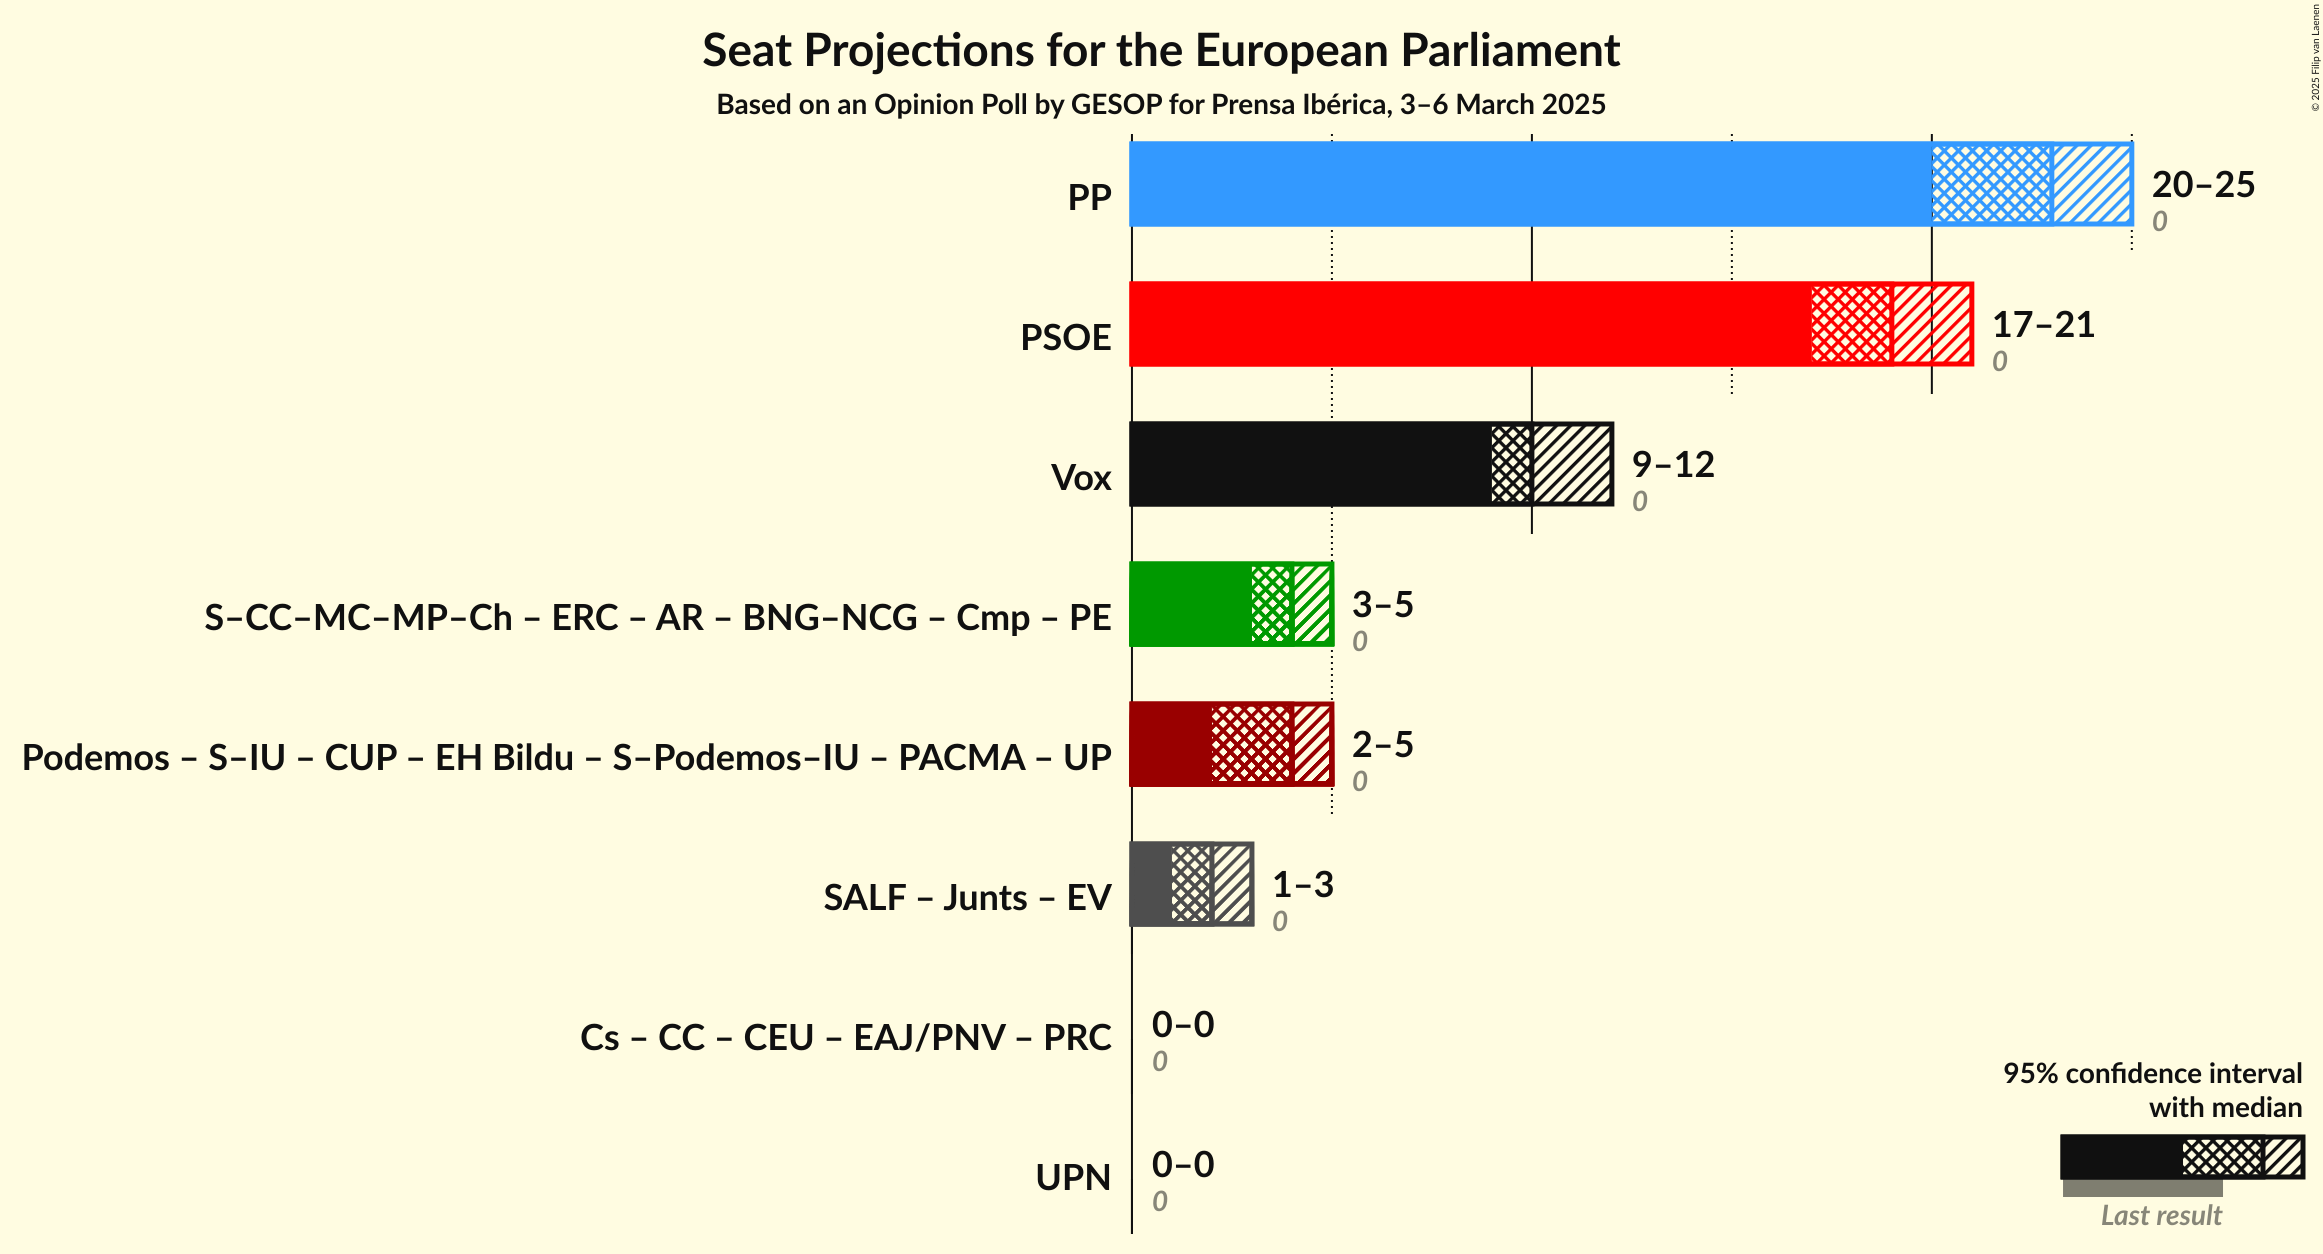 Seat Projections for the European Parliament
Based on an Opinion Poll by GESOP for Prensa Ibérica, 3–6 March 2025
© 2025 Filip van Laenen
PP
20–25
0
PSOE
17–21
0
Vox
9–12
0
S–CC–MC–MP–Ch – ERC – AR – BNG–NCG – Cmp – PE
3–5
0
Podemos – S–IU – CUP – EH Bildu – S–Podemos–IU – PACMA – UP
2–5
0
SALF – Junts – EV
1–3
0
Cs – CC – CEU – EAJ/PNV – PRC
0–0
0
UPN
0–0
0
95% confidence interval
with median
Last result